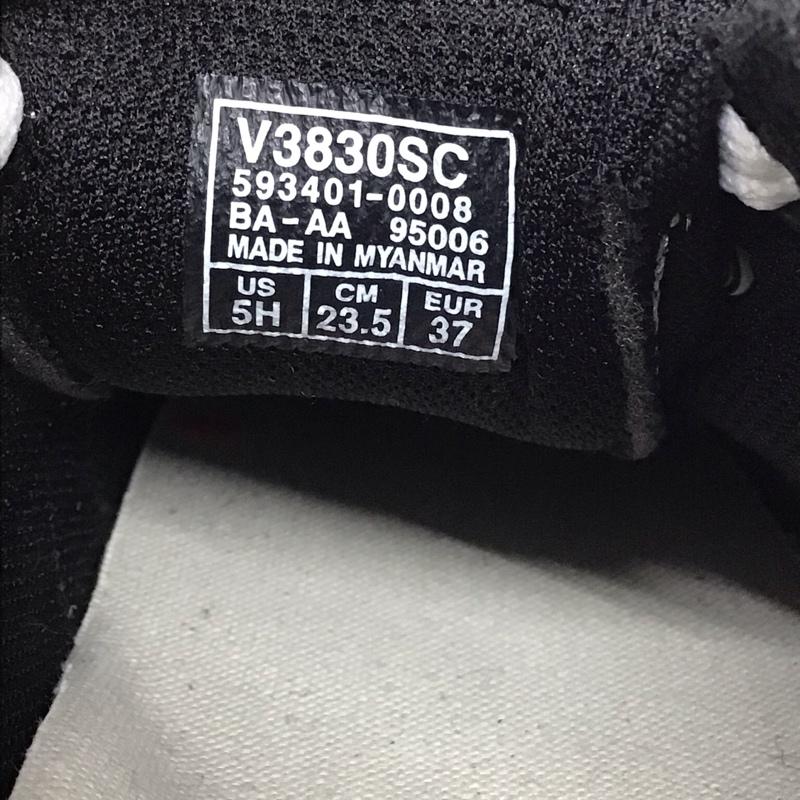 V3830SC
593401-0008
BA-AA 95006
MADE IN MYANMAR
US CM EUR
5H 23.5 37